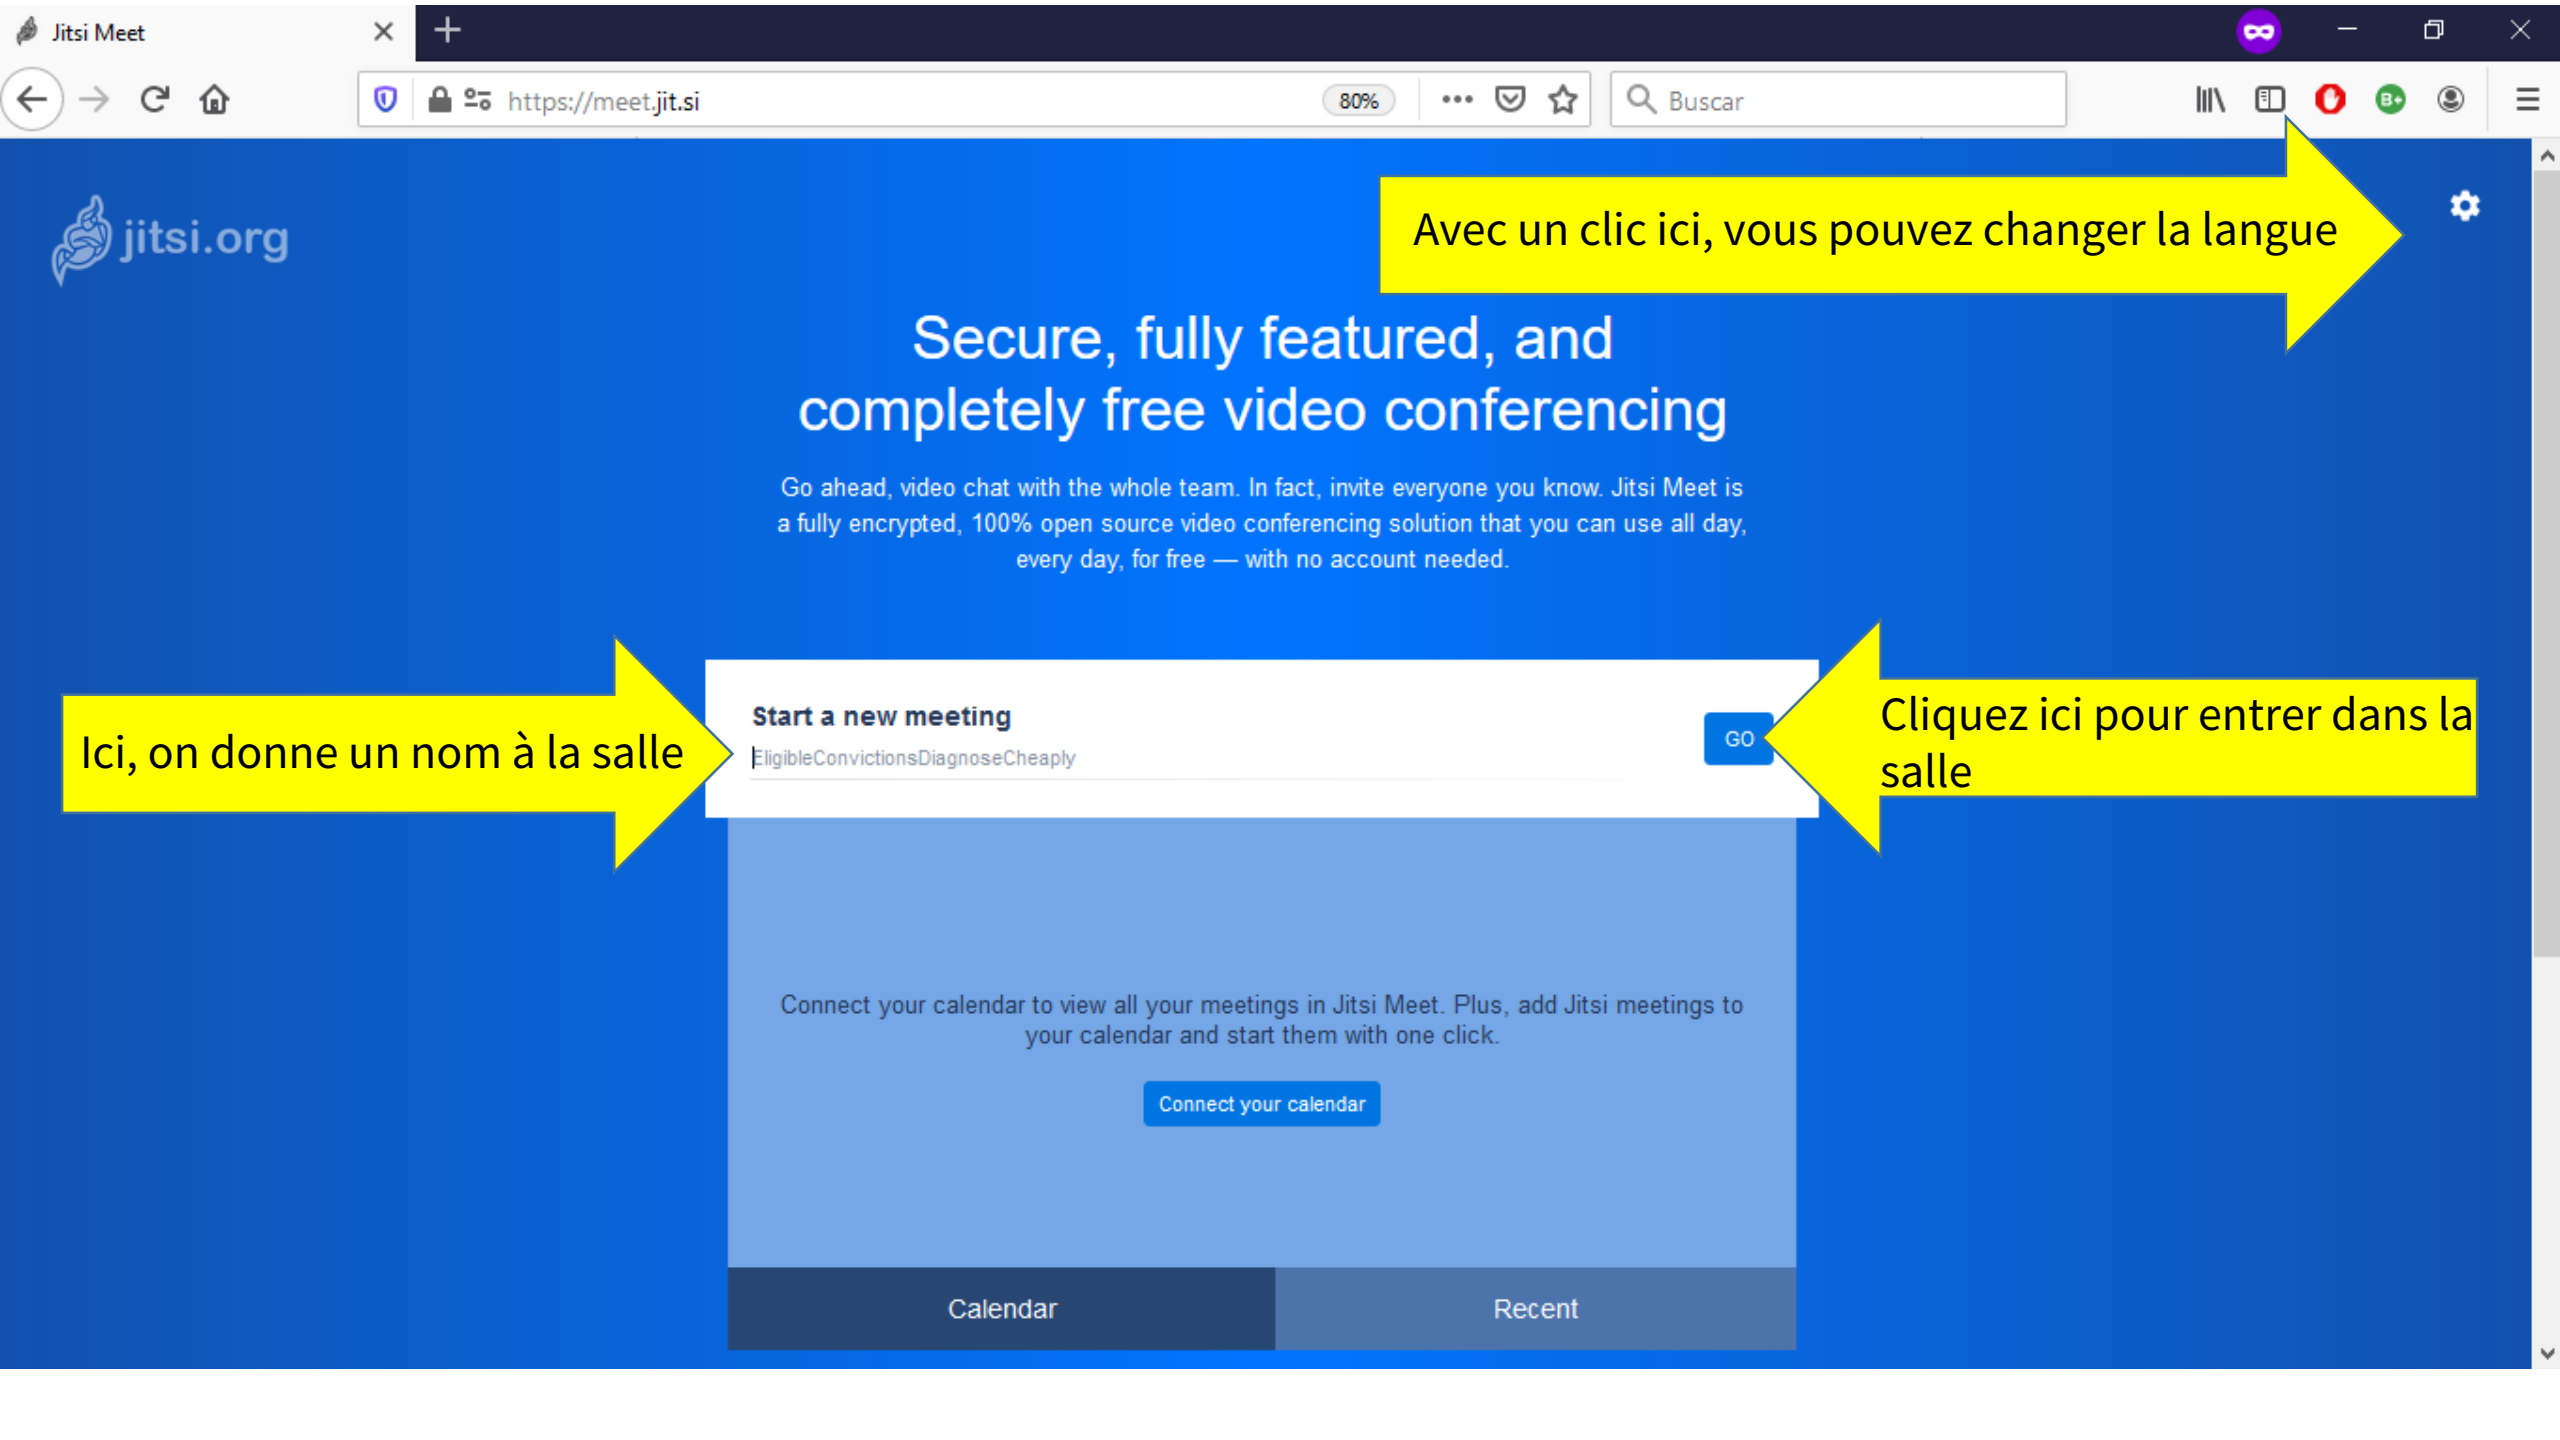 Jitsi Meet
https://meet.jit.si
80%
Buscar
B+
jitsi.org
Avec un clic ici, vous pouvez changer la langue
Secure, fully featured, and
completely free video conferencing
Go ahead, video chat with the whole team. In fact, invite everyone you know. Jitsi Meet is
a fully encrypted, 100% open source video conferencing solution that you can use all day,
every day, for free — with no account needed.
Ici, on donne un nom à la salle
Start a new meeting
EligibleConvictionsDiagnoseCheaply
GO
Cliquez ici pour entrer dans la
salle
Connect your calendar to view all your meetings in Jitsi Meet. Plus, add Jitsi meetings to
your calendar and start them with one click.
Connect your calendar
Calendar
Recent